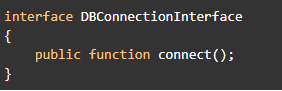 interface DBConnectionInterface
{
    public function connect();
}